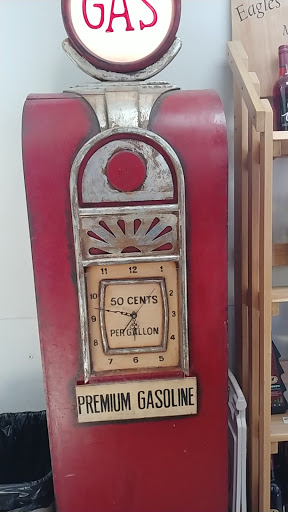 GAS
Eagles
11 12 1
10 2
50 CENTS
9 3
PER GALLON
8 4
7 6 5
PREMIUM GASOLINE